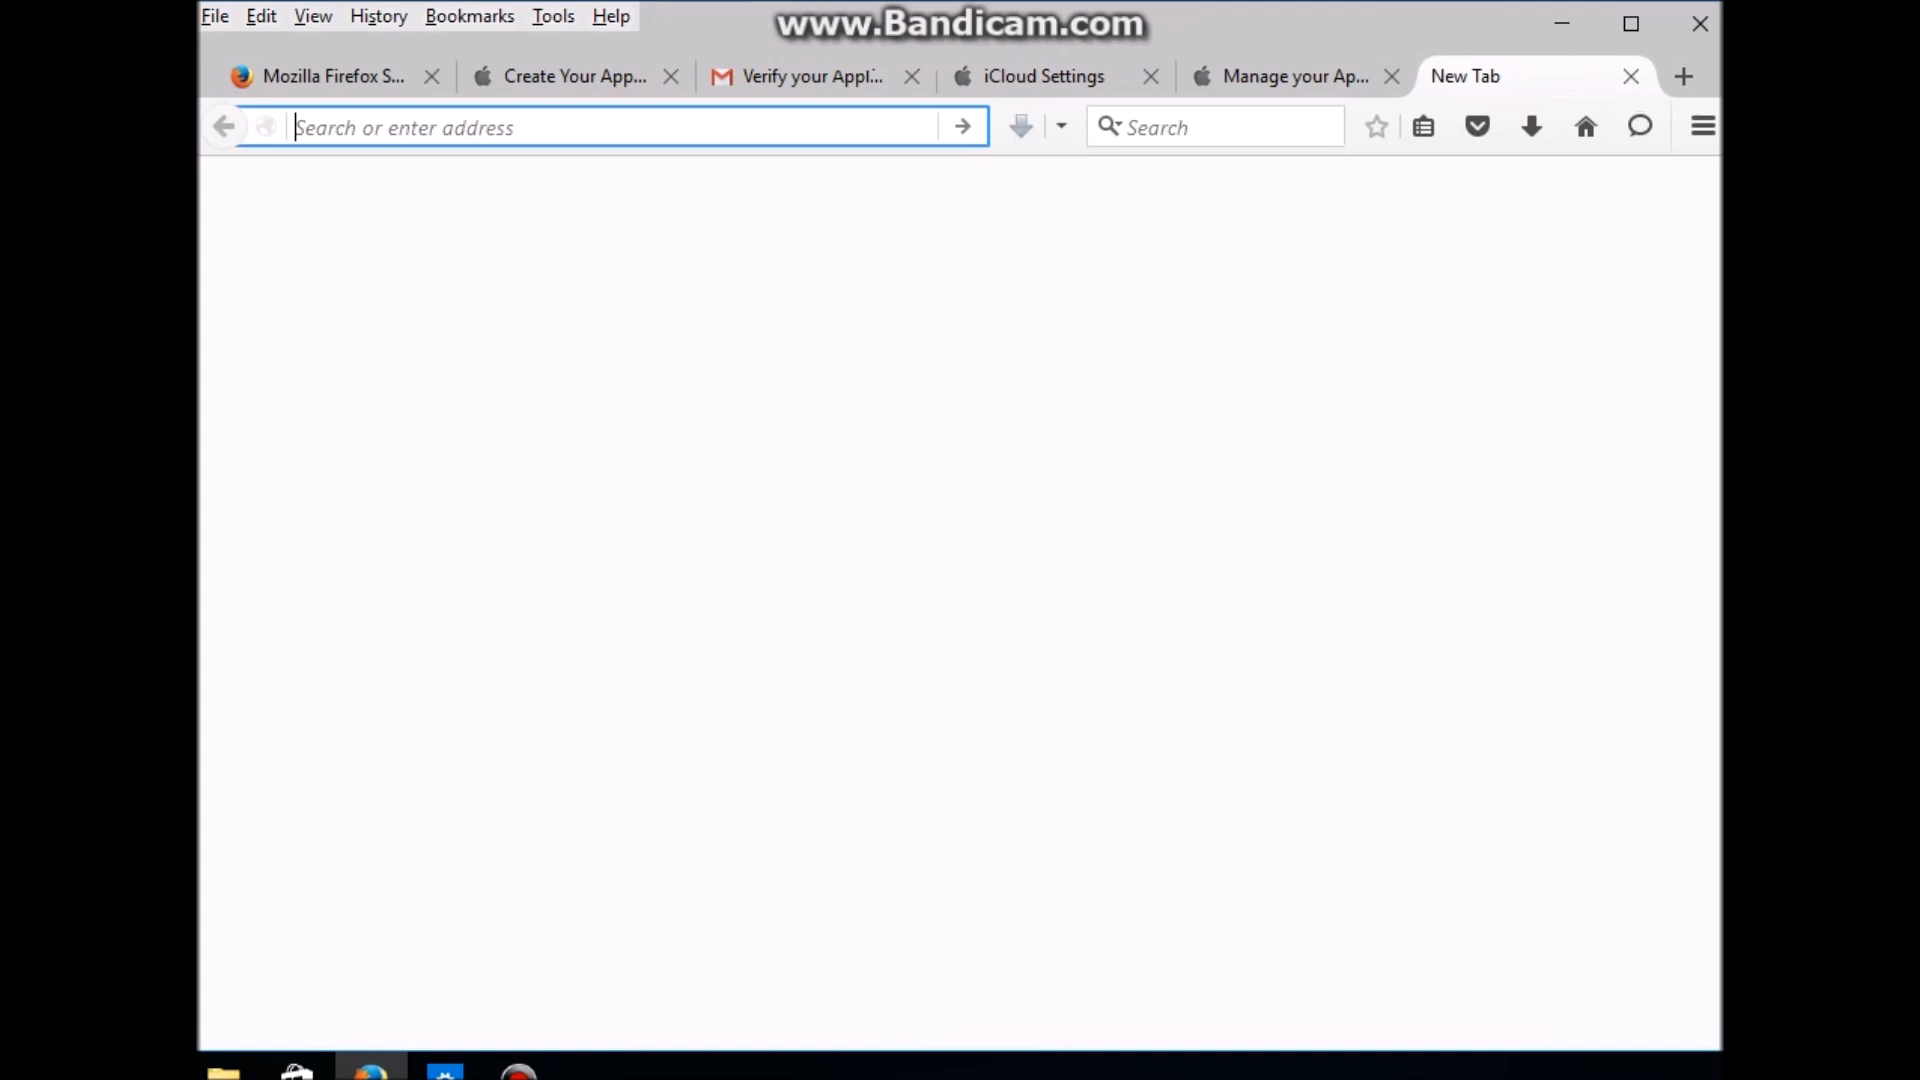 File Edit View History Bookmarks Tools Help
www.Bandicam.com
Mozilla Firefox S... Create Your App... Verify your Appl... iCloud Settings Manage your Ap... New Tab
Search or enter address Search